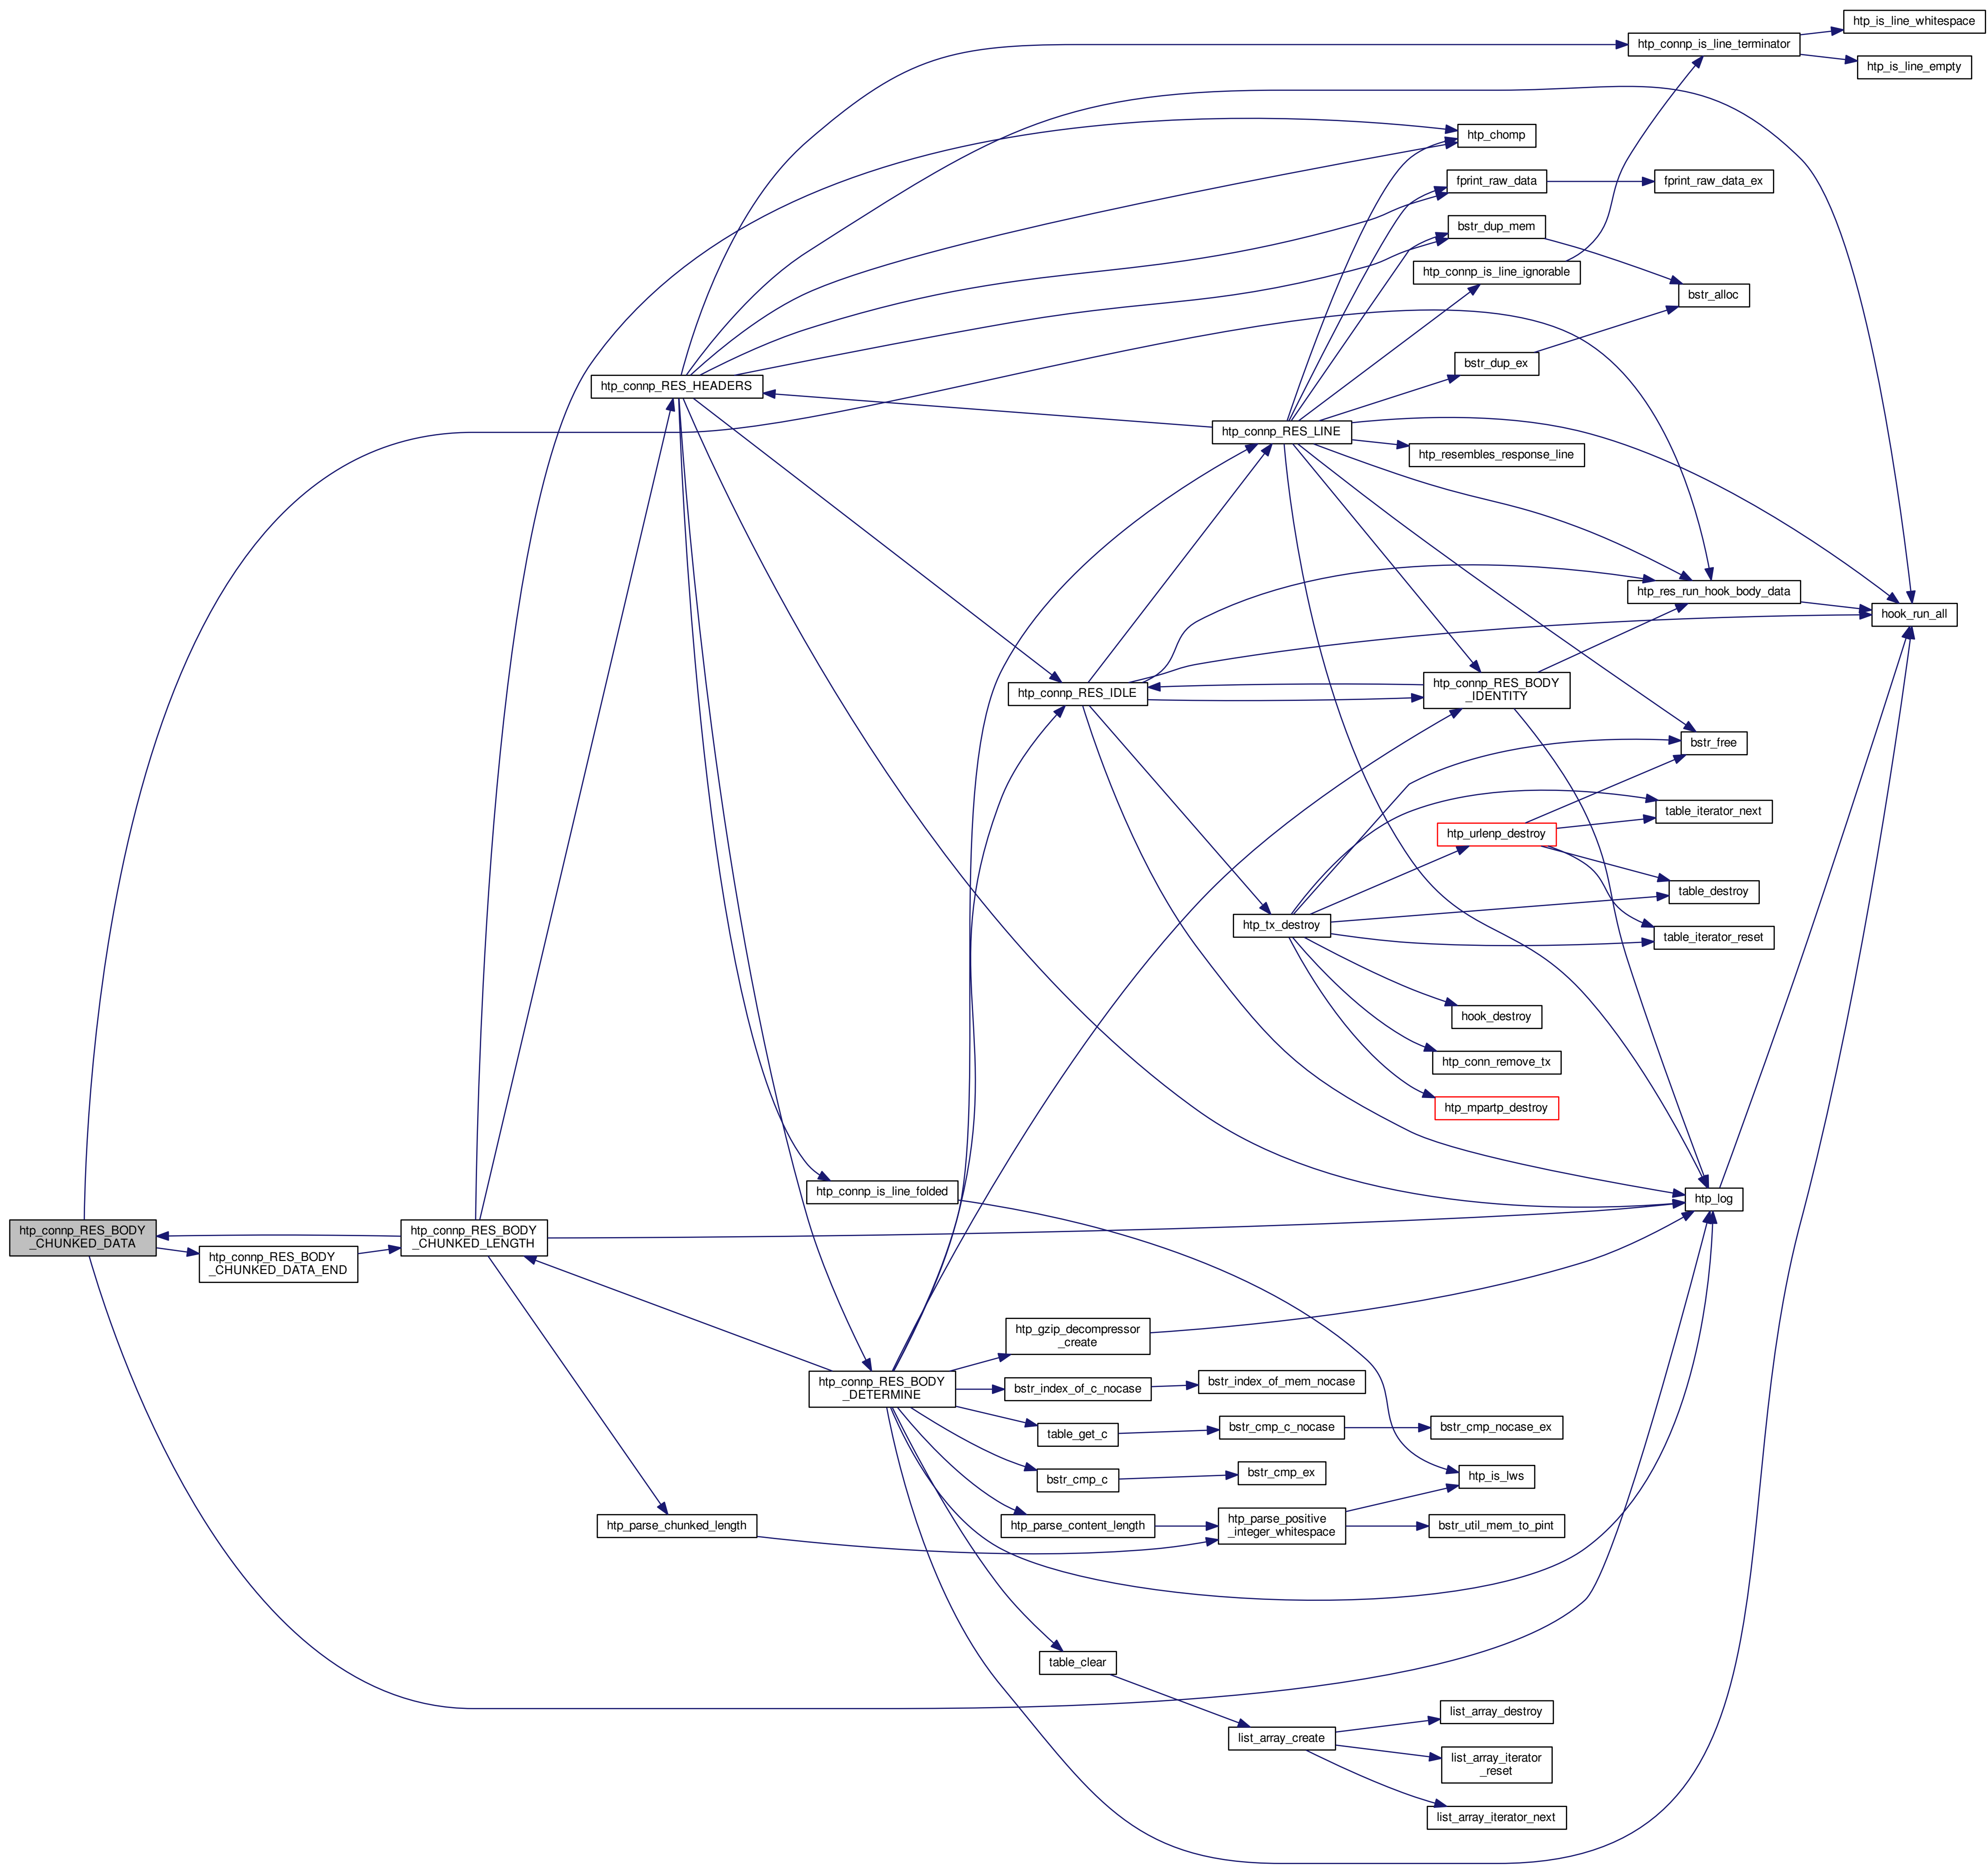 htp_is_line_whitespace
htp_connp_is_line_terminator
htp_is_line_empty
htp_chomp
fprint_raw_data
fprint_raw_data_ex
bstr_dup_mem
htp_connp_is_line_ignorable
bstr_alloc
bstr_dup_ex
htp_connp_RES_HEADERS
htp_connp_RES_LINE
htp_resembles_response_line
htp_res_run_hook_body_data
hook_run_all
htp_connp_RES_BODY
_IDENTITY
htp_connp_RES_IDLE
bstr_free
table_iterator_next
htp_urlenp_destroy
table_destroy
htp_tx_destroy
table_iterator_reset
hook_destroy
htp_conn_remove_tx
htp_mpartp_destroy
htp_connp_is_line_folded
htp_log
htp_connp_RES_BODY
_CHUNKED_DATA
htp_connp_RES_BODY
_CHUNKED_DATA_END
htp_connp_RES_BODY
_CHUNKED_LENGTH
htp_gzip_decompressor
_create
htp_connp_RES_BODY
_DETERMINE
bstr_index_of_c_nocase
bstr_index_of_mem_nocase
table_get_c
bstr_cmp_c_nocase
bstr_cmp_nocase_ex
bstr_cmp_c
bstr_cmp_ex
htp_is_lws
htp_parse_chunked_length
htp_parse_content_length
htp_parse_positive
_integer_whitespace
bstr_util_mem_to_pint
table_clear
list_array_create
list_array_destroy
list_array_iterator
_reset
list_array_iterator_next